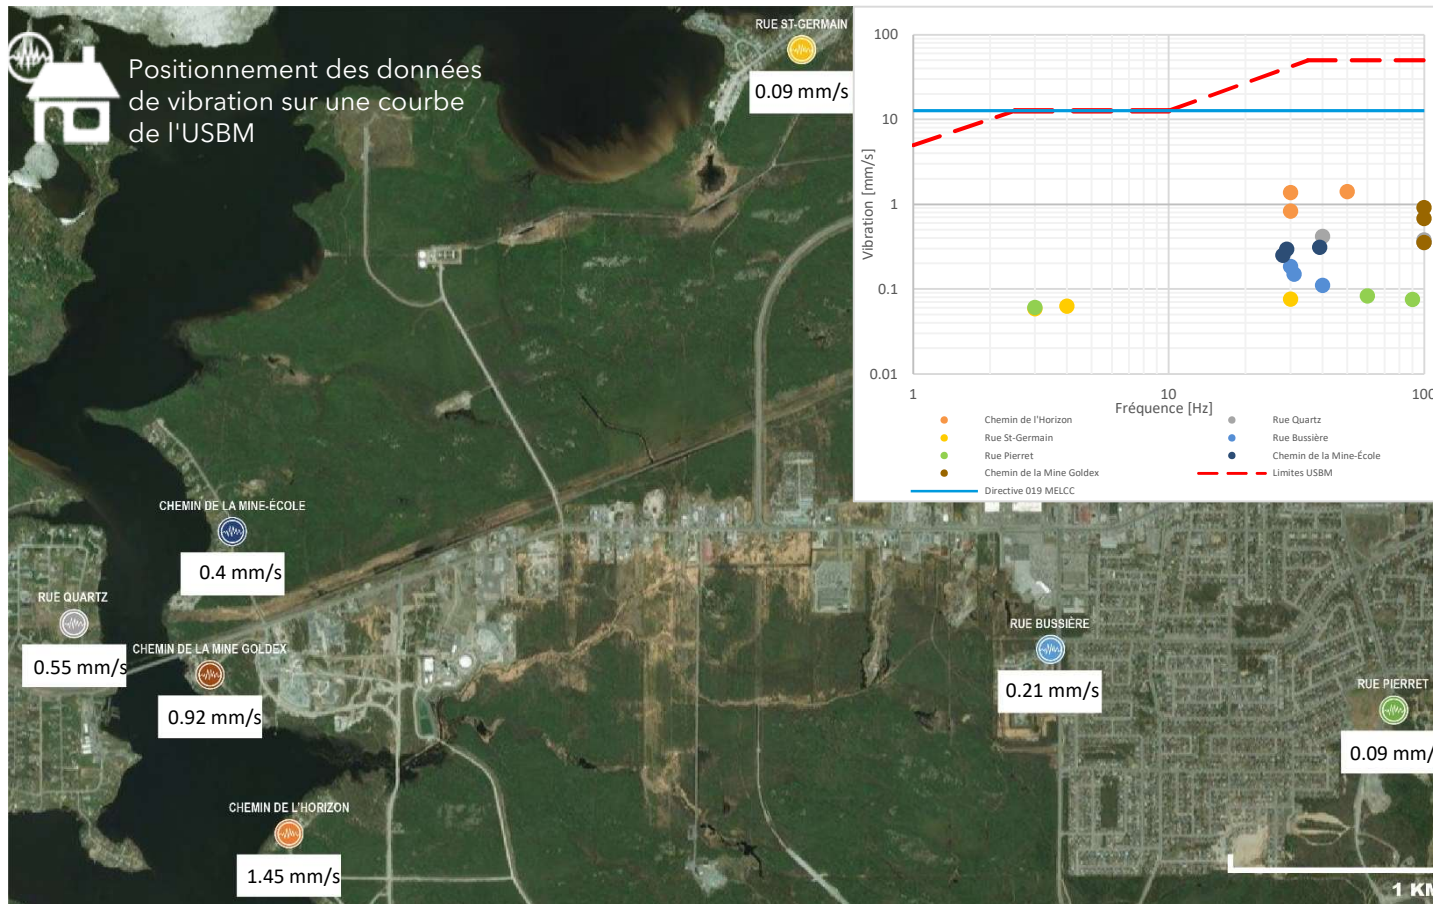 Positionnement des données
de vibration sur une courbe
de l'USBM
RUE ST-GERMAIN
0.09 mm/s
CHEMIN DE LA MINE-ÉCOLE
0.4 mm/s
RUE QUARTZ
0.55 mm/s
CHEMIN DE LA MINE GOLDEX
0.92 mm/s
CHEMIN DE L'HORIZON
1.45 mm/s
RUE BUSSIÈRE
0.21 mm/s
RUE PIERRET
0.09 mm/
1 KM
Vibration [mm/s]
100
10
1
0.1
0.01
1
10
100
Fréquence [Hz]
Chemin de l'Horizon
Rue Quartz
Rue St-Germain
Rue Bussière
Rue Pierret
Chemin de la Mine-École
Chemin de la Mine Goldex
Limites USBM
Directive 019 MELCC